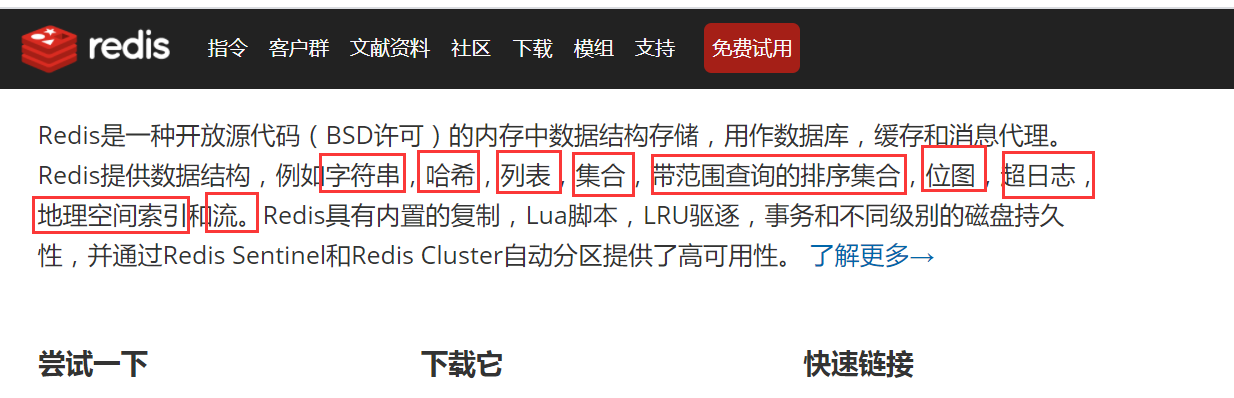 redis 指令 客户群 文献资料 社区 下载 模组 支持 免费试用
Redis是一种开放源代码（BSD许可）的内存中数据结构存储，用作数据库，缓存和消息代理。
Redis提供数据结构，例如字符串，哈希，列表，集合，带范围查询的排序集合，位图，超日志，
地理空间索引和流。Redis具有内置的复制，Lua脚本，LRU驱逐，事务和不同级别的磁盘持久
性，并通过Redis Sentinel和Redis Cluster自动分区提供了高可用性。 了解更多→
尝试一下 下载它 快速链接